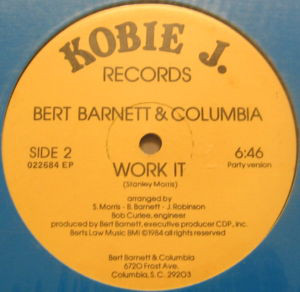 KOBIE J.
RECORDS
BERT BARNETT & COLUMBIA
SIDE 2
022684 EP
WORK IT
(Stanley Morris)
6:46
Party version
arranged by
S. Morris - B. Barnett - J. Robinson
Bob Curlee, engineer
produced by Bert Barnett, executive producer CDP, Inc.
Berts Law Music BMI ©1984 all rights reserved
Bert Barnett & Columbia
6720 Frost Ave.
Columbia, S.C. 29203